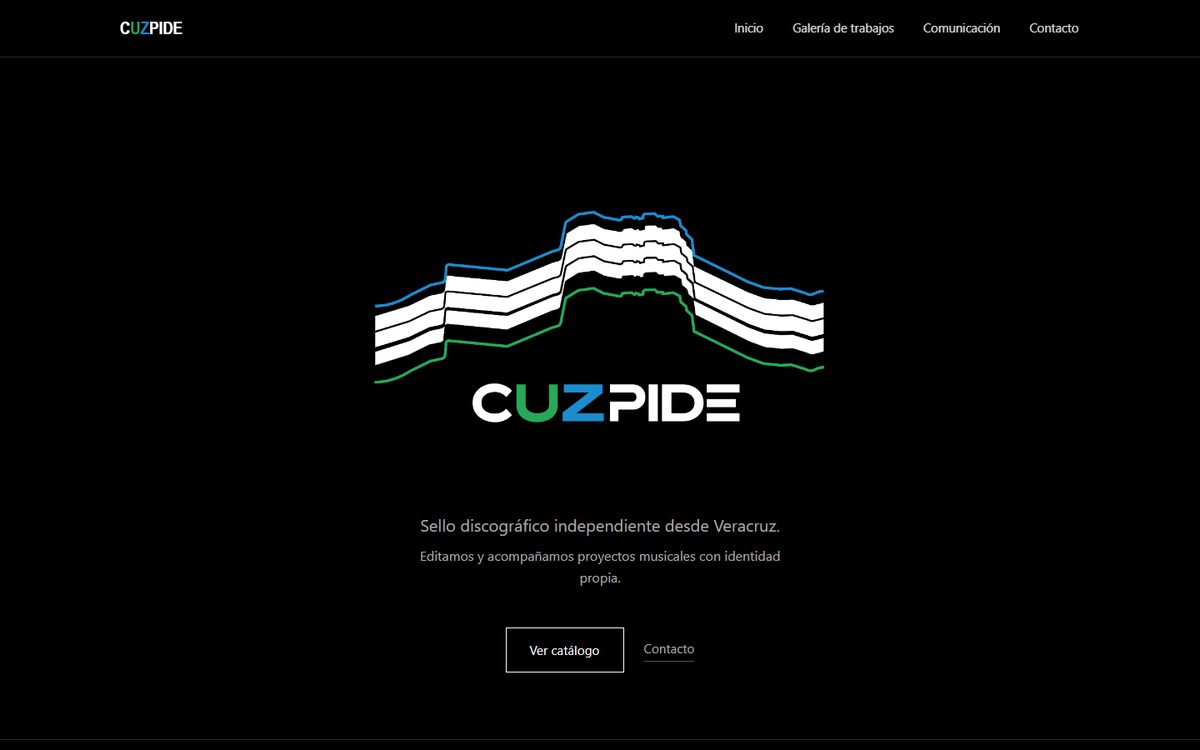 CUZPIDE
Inicio
Galería de trabajos
Comunicación
Contacto
CUZPIDE
Sello discográfico independiente desde Veracruz.
Editamos y acompañamos proyectos musicales con identidad
propia.
Ver catálogo
Contacto